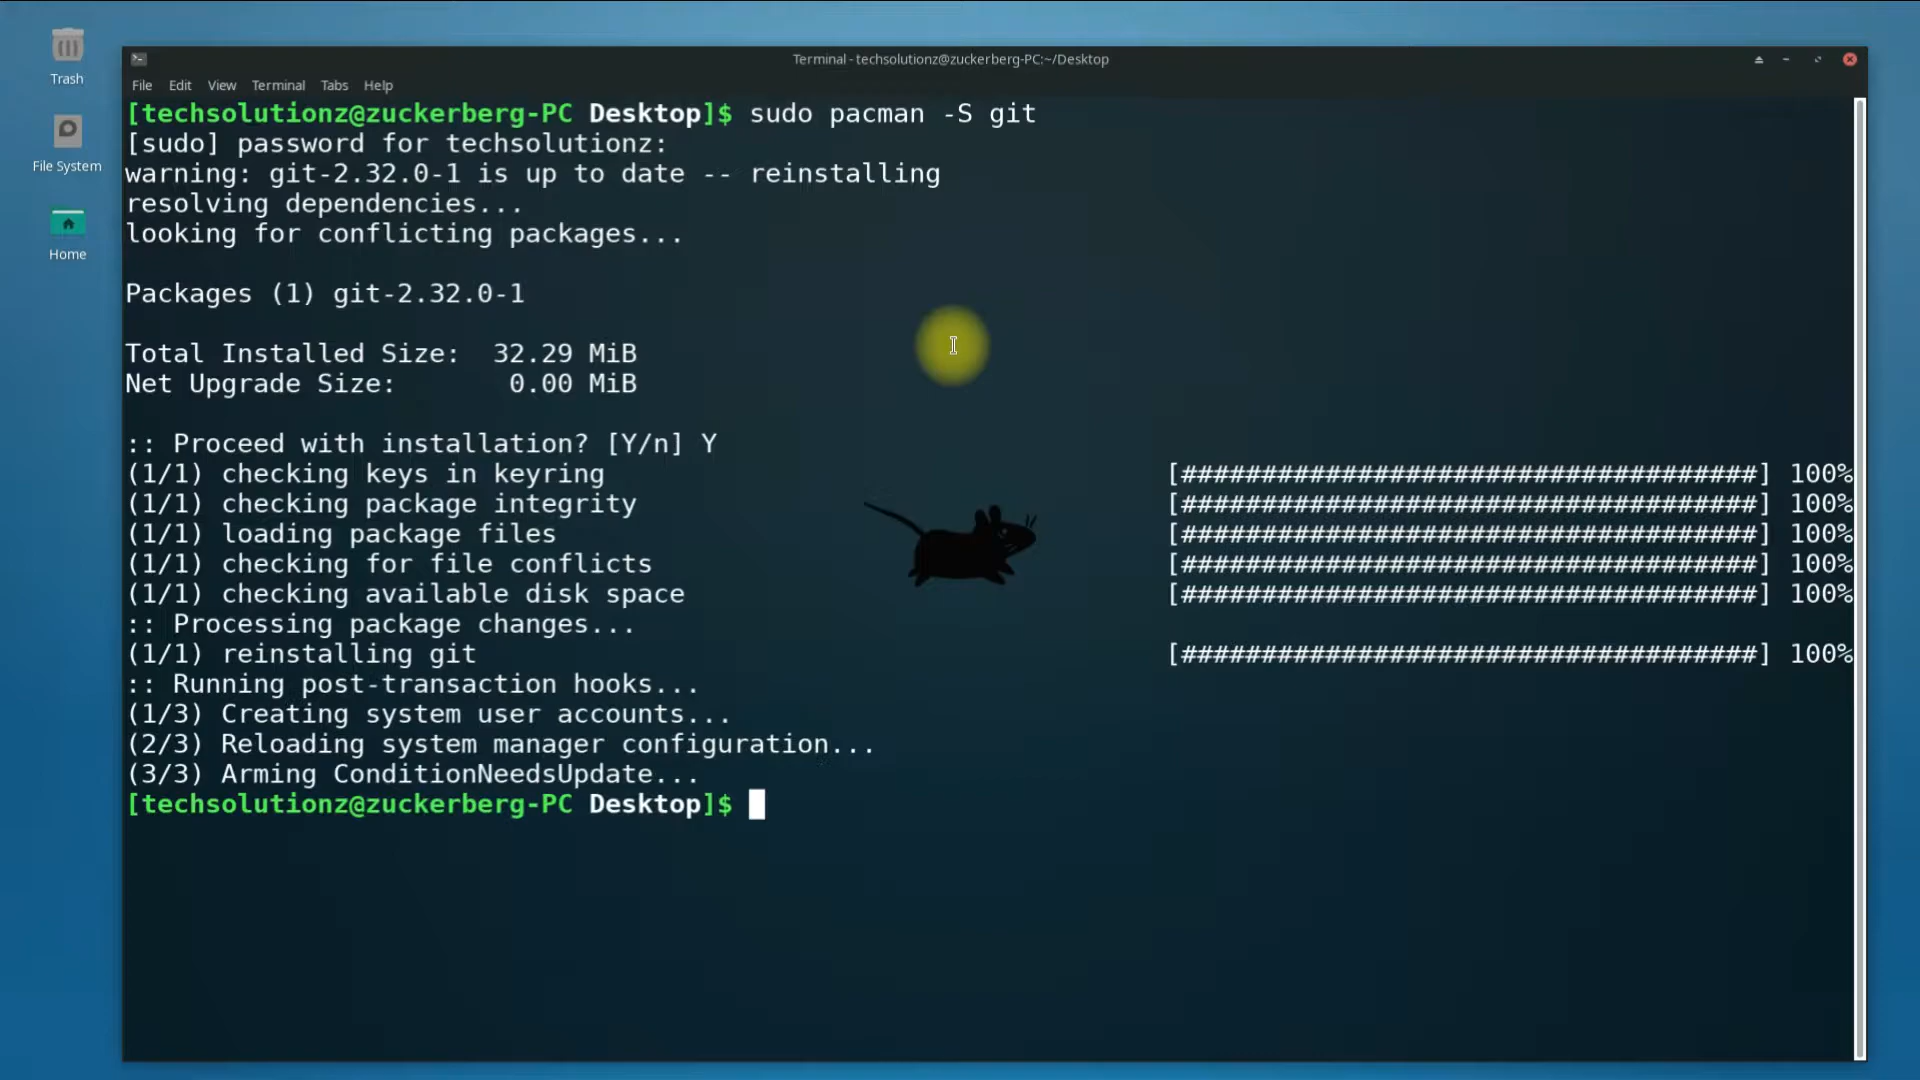 Trash
File System
Home
Terminal - techsolutionz@zuckerberg-PC:~/Desktop
File Edit View Terminal Tabs Help
[techsolutionz@zuckerberg-PC Desktop]$ sudo pacman -S git
[sudo] password for techsolutionz:
warning: git-2.32.0-1 is up to date -- reinstalling
resolving dependencies...
looking for conflicting packages...
Packages (1) git-2.32.0-1
Total Installed Size:  32.29 MiB
Net Upgrade Size:       0.00 MiB
:: Proceed with installation? [Y/n] Y
(1/1) checking keys in keyring [####################################] 100%
(1/1) checking package integrity [####################################] 100%
(1/1) loading package files [####################################] 100%
(1/1) checking for file conflicts [####################################] 100%
(1/1) checking available disk space [####################################] 100%
:: Processing package changes...
(1/1) reinstalling git [####################################] 100%
:: Running post-transaction hooks...
(1/3) Creating system user accounts...
(2/3) Reloading system manager configuration...
(3/3) Arming ConditionNeedsUpdate...
[techsolutionz@zuckerberg-PC Desktop]$